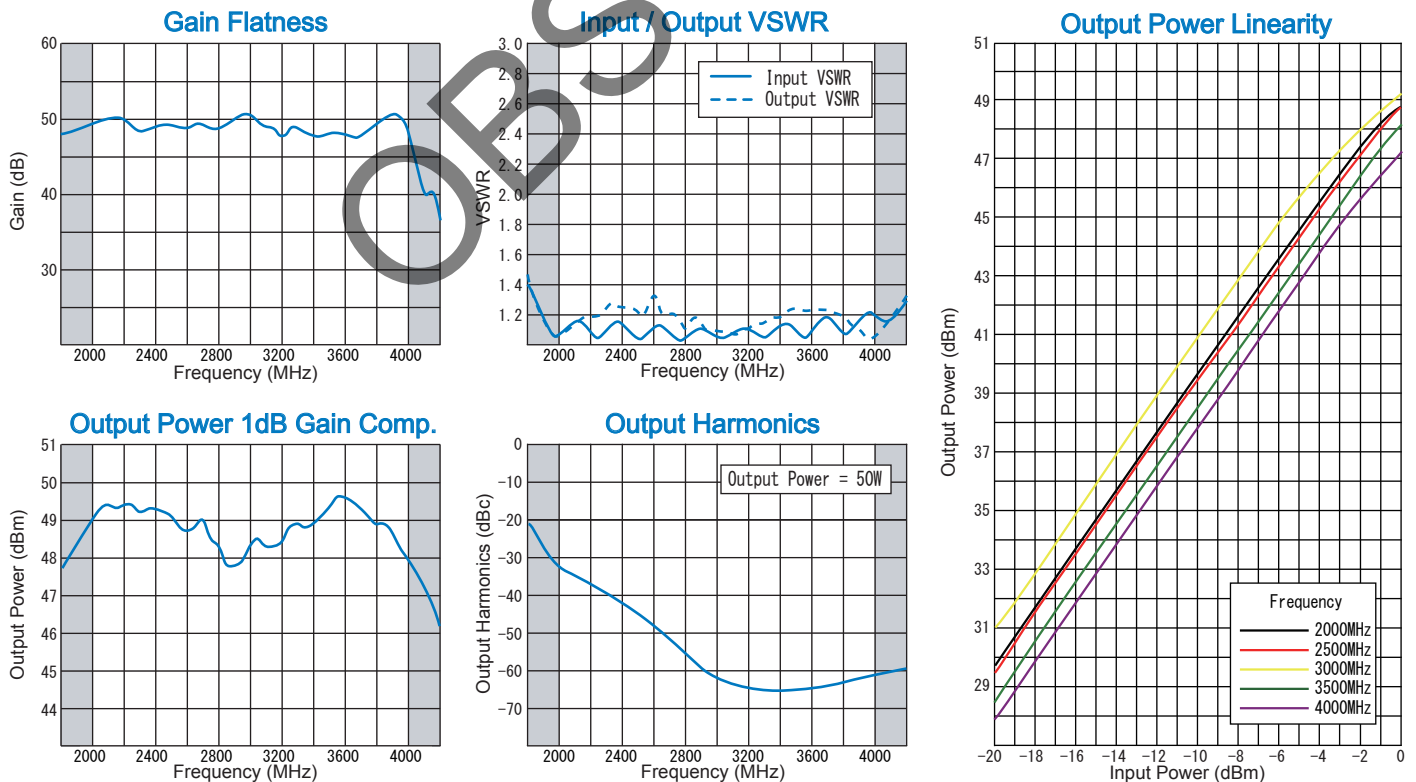 Gain Flatness
60
50
40
30
Gain (dB)
2000 2400 2800 3200 3600 4000
Frequency (MHz)
Input / Output VSWR
3.0
2.8
2.6
2.4
2.2
2.0
1.8
1.6
1.4
1.2
VSWR
Input VSWR
Output VSWR
2000 2400 2800 3200 3600 4000
Frequency (MHz)
OBS
Output Power 1dB Gain Comp.
51
50
49
48
47
46
45
44
Output Power (dBm)
2000 2400 2800 3200 3600 4000
Frequency (MHz)
Output Harmonics
0
-10
-20
-30
-40
-50
-60
-70
Output Harmonics (dBc)
Output Power = 50W
2000 2400 2800 3200 3600 4000
Frequency (MHz)
Output Power Linearity
51
49
47
45
43
41
39
37
35
33
31
29
Output Power (dBm)
Frequency
2000MHz
2500MHz
3000MHz
3500MHz
4000MHz
-20 -18 -16 -14 -12 -10 -8 -6 -4 -2 0
Input Power (dBm)